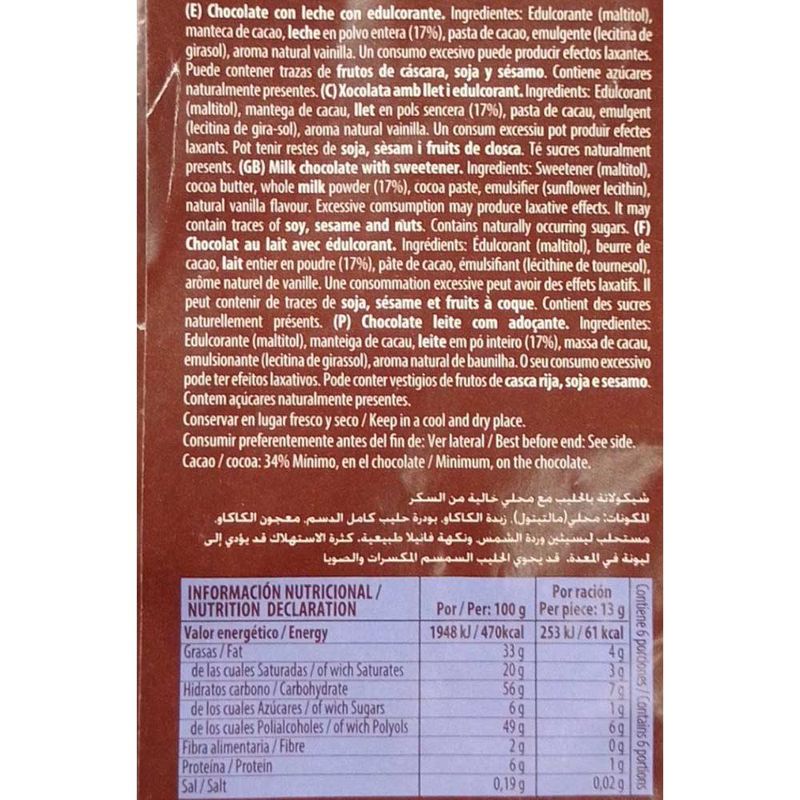 (E) Chocolate con leche con edulcorante. Ingredientes: Edulcorante (maltitol),
manteca de cacao, leche en polvo entera (17%), pasta de cacao, emulgente (lecitina de
girasol), aroma natural vainilla. Un consumo excesivo puede producir efectos laxantes.
Puede contener trazas de frutos de cáscara, soja y sésamo. Contiene azúcares
naturalmente presentes. (C) Xocolata amb llet i edulcorant. Ingredients: Edulcorant
(maltitol), mantega de cacau, llet en pols sencera (17%), pasta de cacau, emulgent
(lecitina de gira-sol), aroma natural vainilla. Un consum excessiu pot produir efectes
laxants. Pot tenir restes de soja, sèsam i fruits de closca. Té sucres naturalment
presents. (GB) Milk chocolate with sweetener. Ingredients: Sweetener (maltitol),
cocoa butter, whole milk powder (17%), cocoa paste, emulsifier (sunflower lecithin),
natural vanilla flavour. Excessive comsumption may produce laxative effects. It may
contain traces of soy, sesame and nuts. Contains naturally occurring sugars. (F)
Chocolat au lait avec édulcorant. Ingrédients: Édulcorant (maltitol), beurre de
cacao, lait entier en poudre (17%), pâte de cacao, émulsifiant (lécithine de tournesol),
arôme naturel de vanille. Une consommation excessive peut avoir des effets laxatifs. Il
peut contenir de traces de soja, sésame et fruits à coque. Contient des sucres
naturellement présents. (P) Chocolate leite com adoçante. Ingredientes:
Edulcorante (maltitol), manteiga de cacau, leite em pó inteiro (17%), massa de cacau,
emulsionante (lecitina de girassol), aroma natural de baunilha. O seu consumo excessivo
pode ter efeitos laxativos. Pode conter vestigios de frutos de casca rija, soja e sesamo.
Contem açúcares naturalmente presentes.
Conservar en lugar fresco y seco / Keep in a cool and dry place.
Consumir preferentemente antes del fin de: Ver lateral / Best before end: See side.
Cacao / cocoa: 34% Mínimo, en el chocolate / Minimum, on the chocolate.
شيكولاتة بالحليب مع محلي خالية من السكر
المكونات: محلي(مالتيتول). زبدة الكاكاو. بودرة حليب كامل الدسم. معجون الكاكاو.
مستحلب ليسيثين وردة الشمس. ونكهة فانيلا طبيعية. كثرة الاستهلاك قد يؤدي إلى
ليونة في المعدة. قد يحوي الحليب السمسم المكسرات والصويا
INFORMACIÓN NUTRICIONAL /
NUTRITION DECLARATION
Por / Per: 100 g
Por ración
Per piece: 13 g
Valor energético / Energy 1948 kJ / 470kcal 253 kJ / 61 kcal
Grasas / Fat 33 g 4 g
de las cuales Saturadas / of wich Saturates 20 g 3 g
Hidratos carbono / Carbohydrate 56 g 7 g
de los cuales Azúcares / of wich Sugars 6 g 1 g
de los cuales Polialcoholes / of wich Polyols 49 g 6 g
Fibra alimentaria / Fibre 2 g 0 g
Proteína / Protein 6 g 1 g
Sal / Salt 0,19 g 0,02 g
Contiene 6 porciones / Contains 6 portions